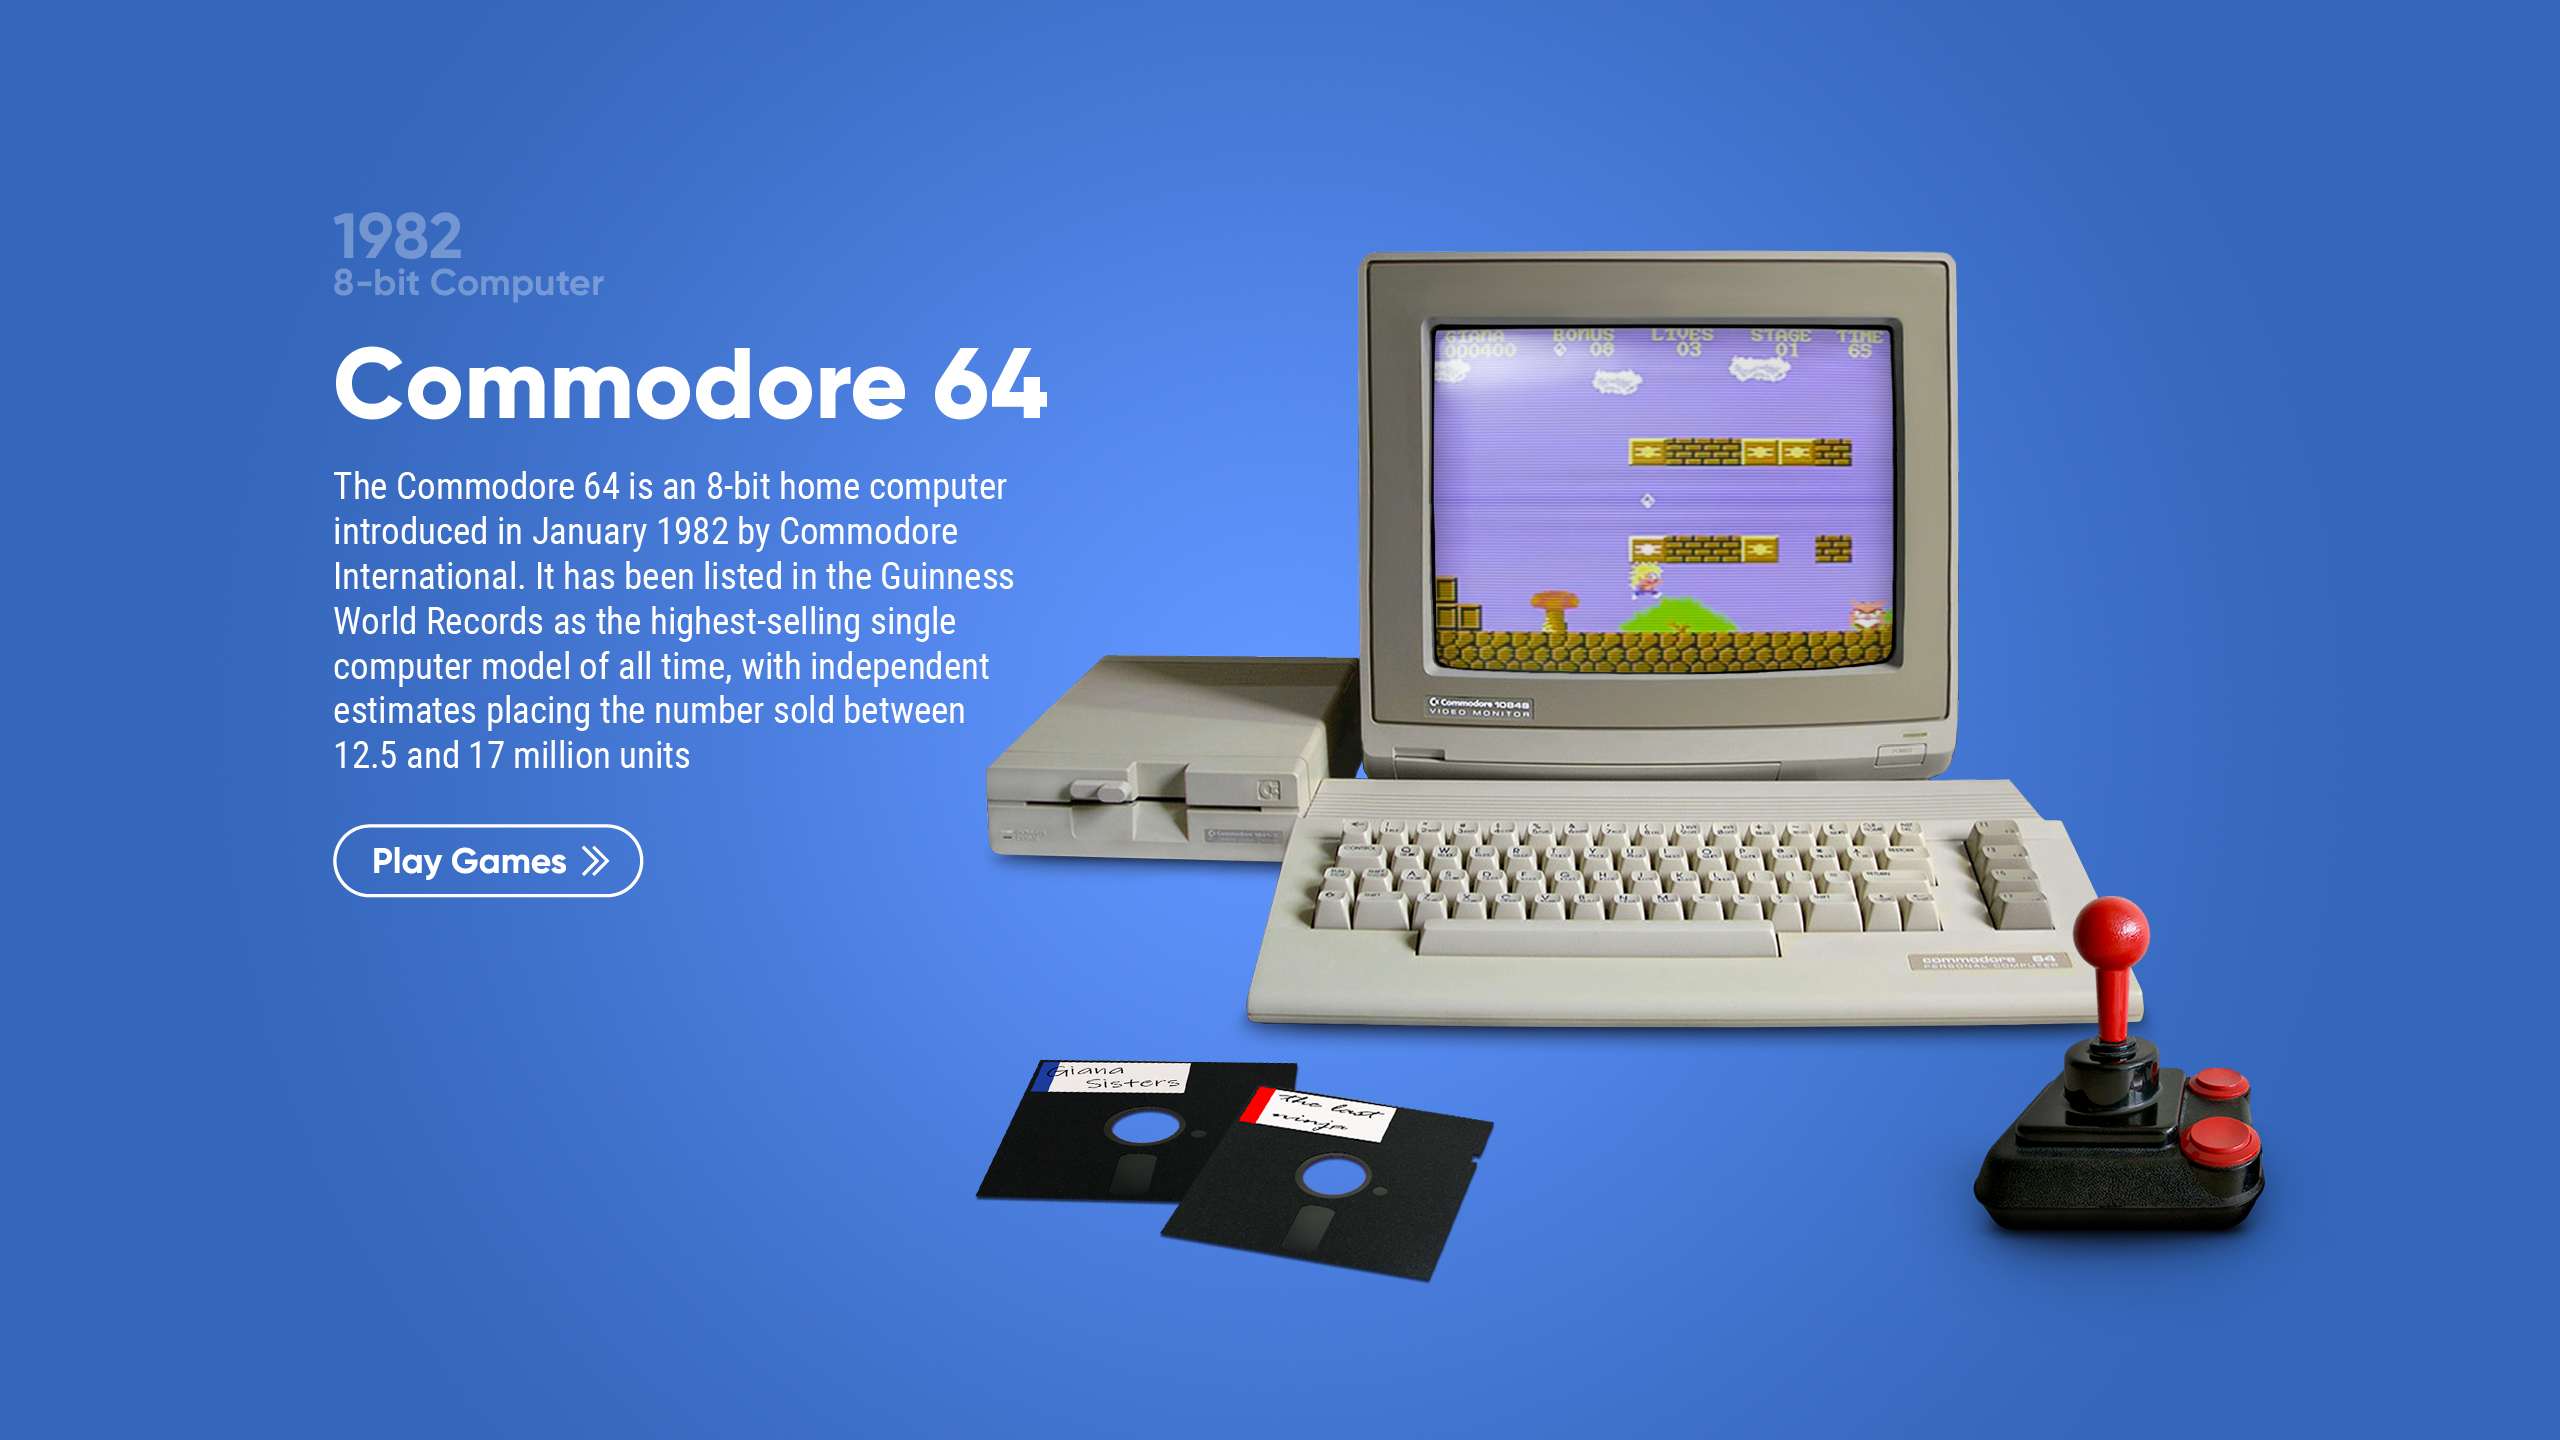 1982
8-bit Computer
Commodore 64
The Commodore 64 is an 8-bit home computer
introduced in January 1982 by Commodore
International. It has been listed in the Guinness
World Records as the highest-selling single
computer model of all time, with independent
estimates placing the number sold between
12.5 and 17 million units
Play Games
GIANA BONUS LIVES STAGE TIME
000400 06 03 01 65
Commodore 1084S
VIDEO MONITOR
commodore 64
PERSONAL COMPUTER
Giana
Sisters
the last
ninja